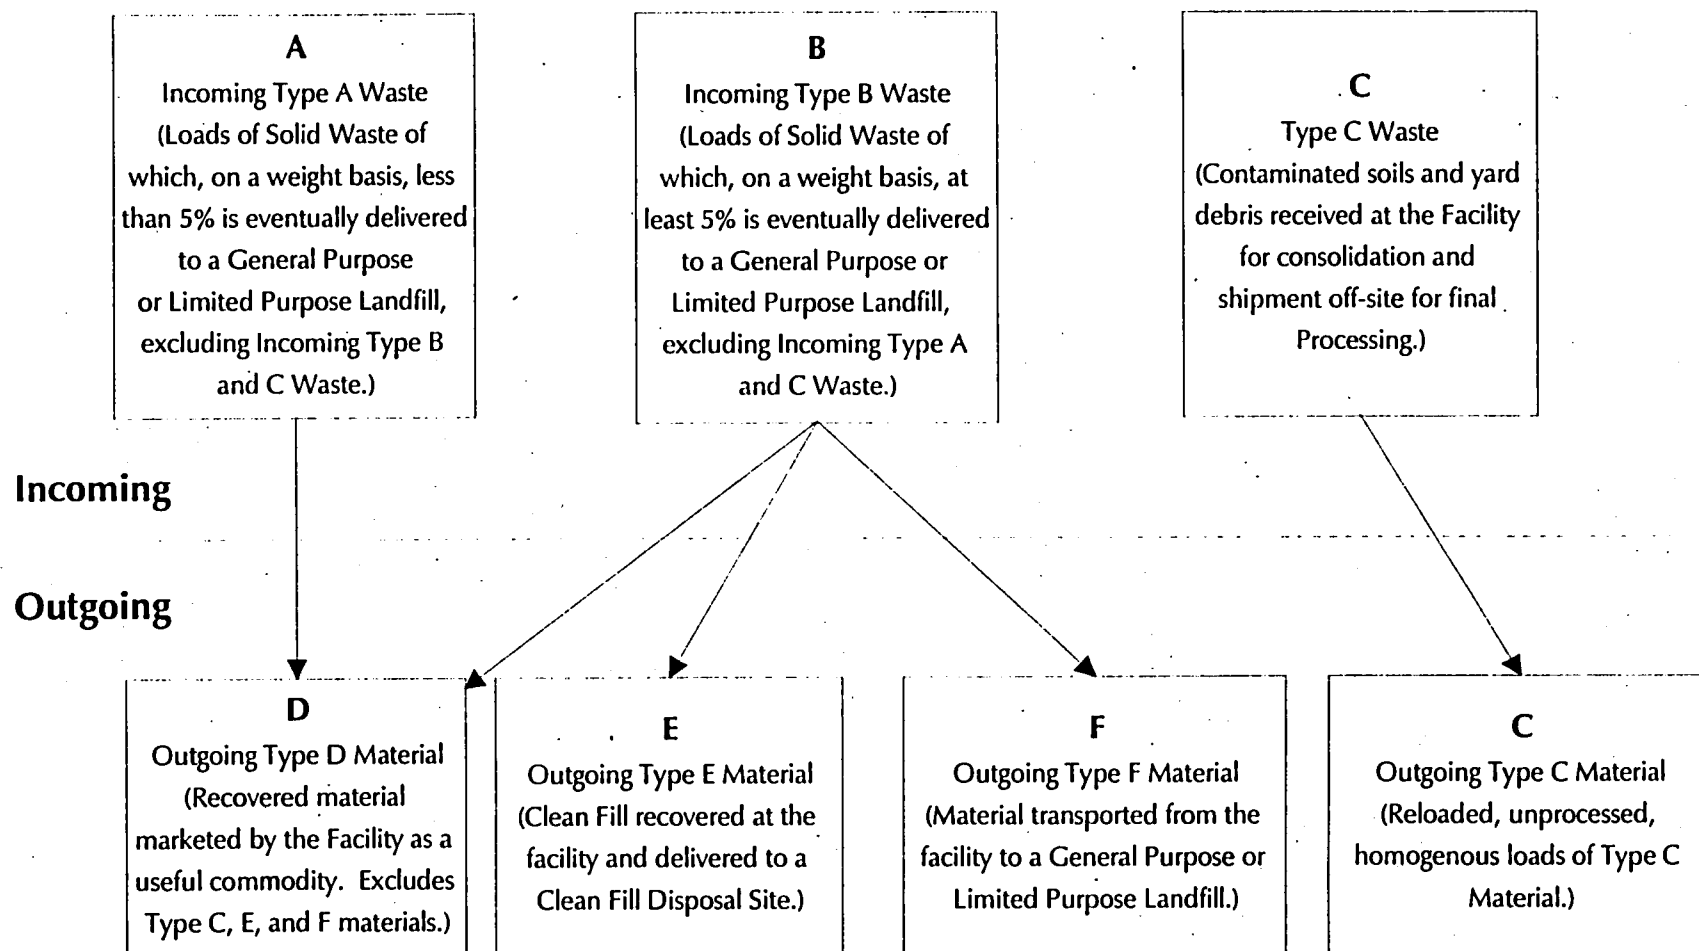 A
Incoming Type A Waste
(Loads of Solid Waste of
which, on a weight basis, less
than 5% is eventually delivered
to a General Purpose
or Limited Purpose Landfill,
excluding Incoming Type B
and C Waste.)
B
Incoming Type B Waste
(Loads of Solid Waste of
which, on a weight basis, at
least 5% is eventually delivered
to a General Purpose or
Limited Purpose Landfill,
excluding Incoming Type A
and C Waste.)
C
Type C Waste
(Contaminated soils and yard
debris received at the Facility
for consolidation and
shipment off-site for final
Processing.)
Incoming
Outgoing
D
Outgoing Type D Material
(Recovered material
marketed by the Facility as a
useful commodity. Excludes
Type C, E, and F materials.)
E
Outgoing Type E Material
(Clean Fill recovered at the
facility and delivered to a
Clean Fill Disposal Site.)
F
Outgoing Type F Material
(Material transported from the
facility to a General Purpose or
Limited Purpose Landfill.)
C
Outgoing Type C Material
(Reloaded, unprocessed,
homogenous loads of Type C
Material.)